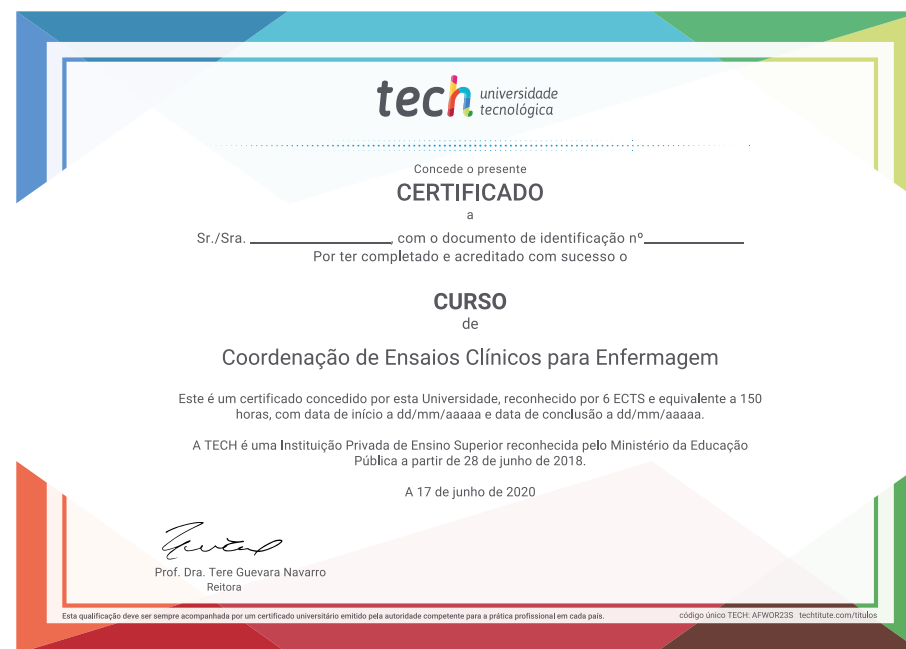 tech universidade
tecnológica
Concede o presente
CERTIFICADO
a
Sr./Sra. ____________________, com o documento de identificação nº______________
Por ter completado e acreditado com sucesso o
CURSO
de
Coordenação de Ensaios Clínicos para Enfermagem
Este é um certificado concedido por esta Universidade, reconhecido por 6 ECTS e equivalente a 150
horas, com data de início a dd/mm/aaaaa e data de conclusão a dd/mm/aaaaa.
A TECH é uma Instituição Privada de Ensino Superior reconhecida pelo Ministério da Educação
Pública a partir de 28 de junho de 2018.
A 17 de junho de 2020
Prof. Dra. Tere Guevara Navarro
Reitora
Esta qualificação deve ser sempre acompanhada por um certificado universitário emitido pela autoridade competente para a prática profissional em cada país.
código único TECH: AFWOR23S techtitute.com/titulos